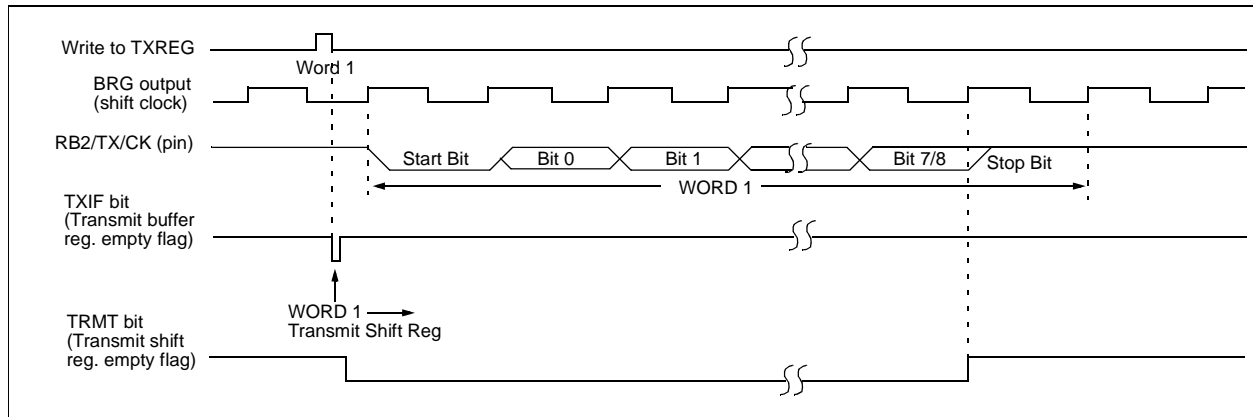 Write to TXREG
Word 1
BRG output
(shift clock)
RB2/TX/CK (pin)
Start Bit
Bit 0
Bit 1
Bit 7/8
Stop Bit
WORD 1
TXIF bit
(Transmit buffer
reg. empty flag)
WORD 1
Transmit Shift Reg
TRMT bit
(Transmit shift
reg. empty flag)